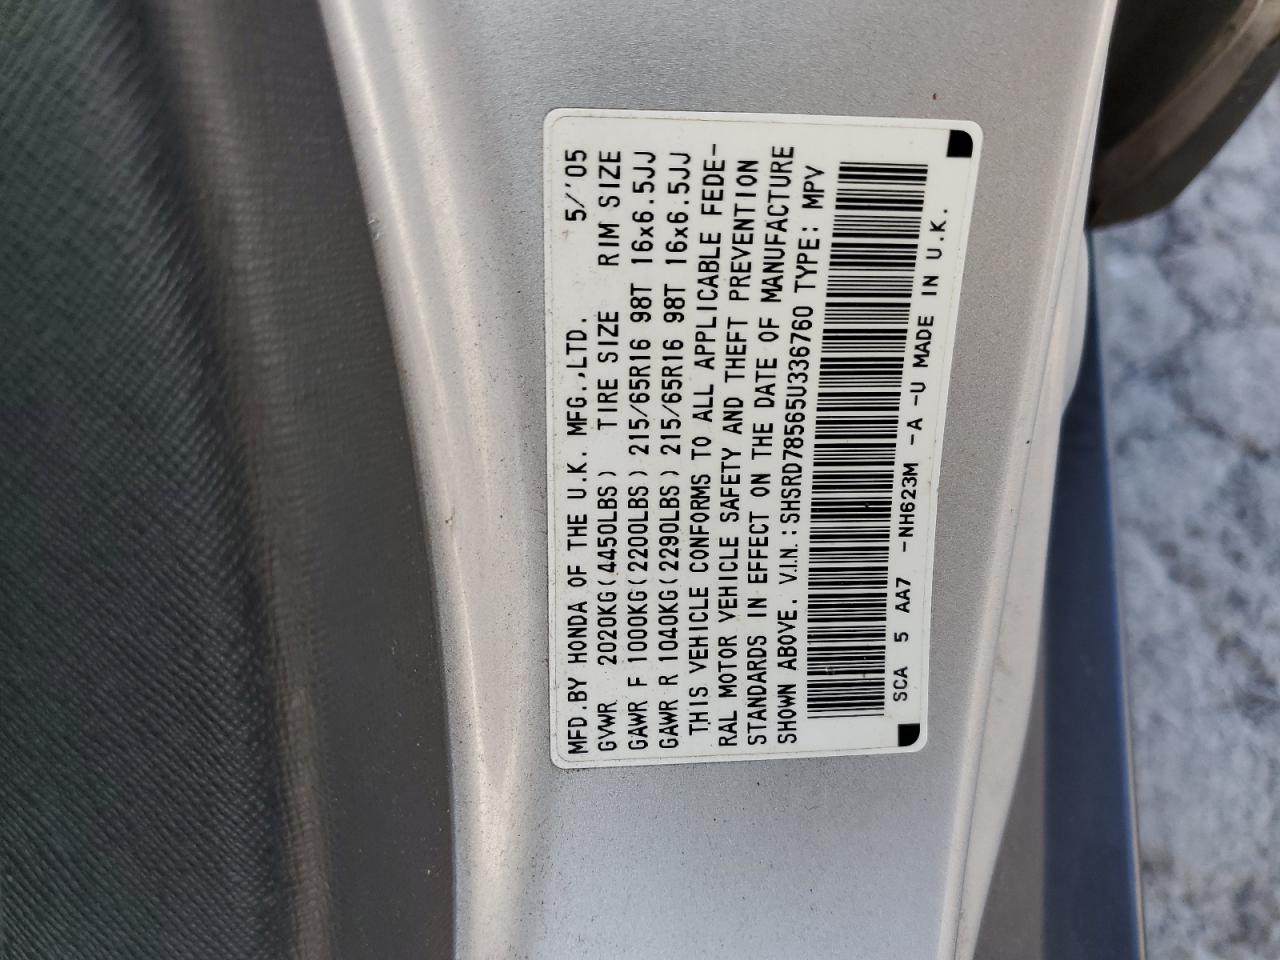 MFD.BY HONDA OF THE U.K. MFG.,LTD. 5/'05
GVWR 2020KG(4450LBS) TIRE SIZE RIM SIZE
GAWR F 1000KG(2200LBS) 215/65R16 98T 16x6.5JJ
GAWR R 1040KG(2290LBS) 215/65R16 98T 16x6.5JJ
THIS VEHICLE CONFORMS TO ALL APPLICABLE FEDE-
RAL MOTOR VEHICLE SAFETY AND THEFT PREVENTION
STANDARDS IN EFFECT ON THE DATE OF MANUFACTURE
SHOWN ABOVE. V.I.N.:SHSRD78565U336760 TYPE: MPV
SCA 5 AA7 -NH623M -A -U MADE IN U.K.